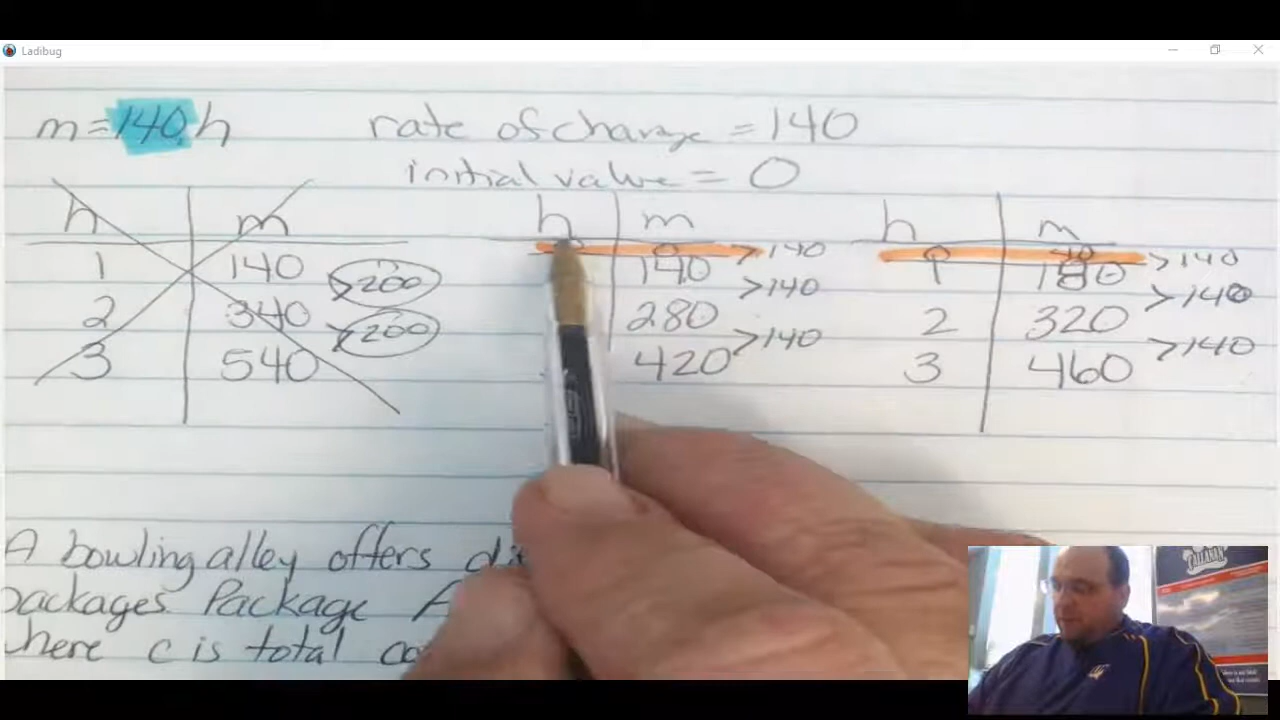 Ladibug
m=140h rate of change = 140
initial value = 0
h m
1 140 >200
2 340 >200
3 540
h m
0 >140
140 >140
280
420 >140
h m
0 40 >140
1 180 >140
2 320
3 460 >140
A bowling alley offers
packages Package A
where c is total
CALLAHAN